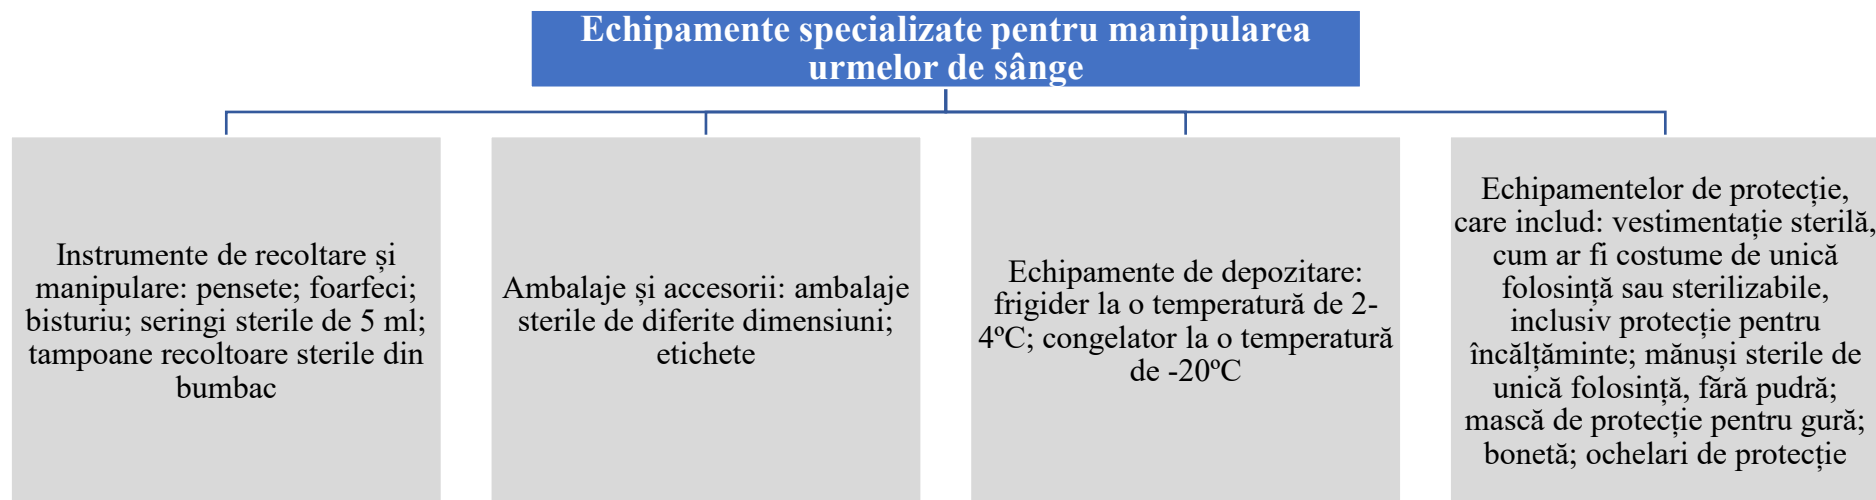 Echipamente specializate pentru manipularea
urmelor de sânge
Instrumente de recoltare și
manipulare: pensete; foarfeci;
bisturiu; seringi sterile de 5 ml;
tampoane recoltoare sterile din
bumbac
Ambalaje și accesorii: ambalaje
sterile de diferite dimensiuni;
etichete
Echipamente de depozitare:
frigider la o temperatură de 2-
4ºC; congelator la o temperatură
de -20ºC
Echipamentelor de protecție,
care includ: vestimentație sterilă,
cum ar fi costume de unică
folosință sau sterilizabile,
inclusiv protecție pentru
încălțăminte; mănuși sterile de
unică folosință, fără pudră;
mască de protecție pentru gură;
bonetă; ochelari de protecție